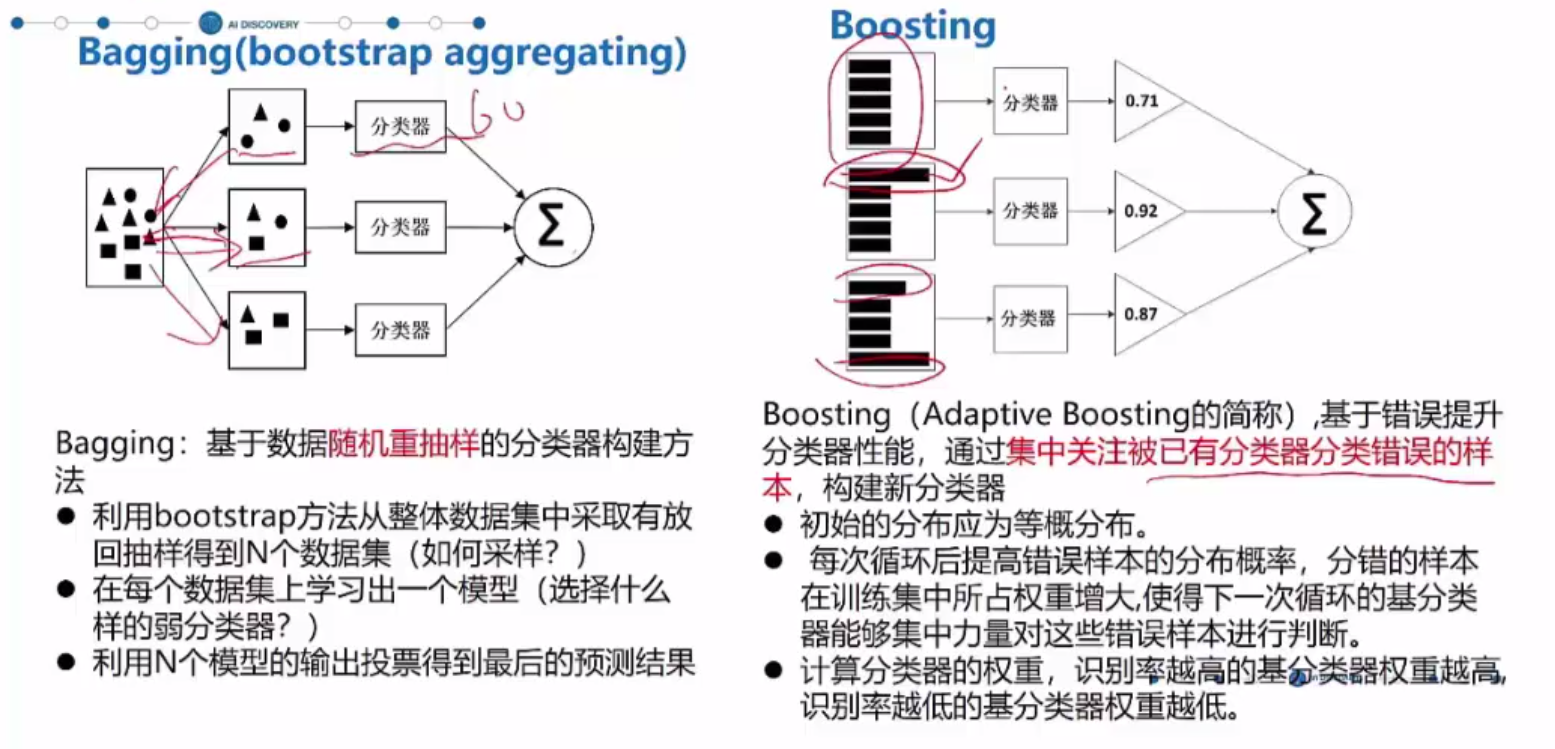 AI DISCOVERY
Bagging(bootstrap aggregating)
分类器
60
分类器
分类器
Σ
Bagging：基于数据随机重抽样的分类器构建方
法
● 利用bootstrap方法从整体数据集中采取有放
回抽样得到N个数据集（如何采样？）
● 在每个数据集上学习出一个模型（选择什么
样的弱分类器？）
● 利用N个模型的输出投票得到最后的预测结果
Boosting
分类器
0.71
分类器
0.92
分类器
0.87
Σ
Boosting（Adaptive Boosting的简称）,基于错误提升
分类器性能，通过集中关注被已有分类器分类错误的样
本，构建新分类器
● 初始的分布应为等概分布。
● 每次循环后提高错误样本的分布概率，分错的样本
在训练集中所占权重增大,使得下一次循环的基分类
器能够集中力量对这些错误样本进行判断。
● 计算分类器的权重，识别率越高的基分类器权重越高,
识别率越低的基分类器权重越低。